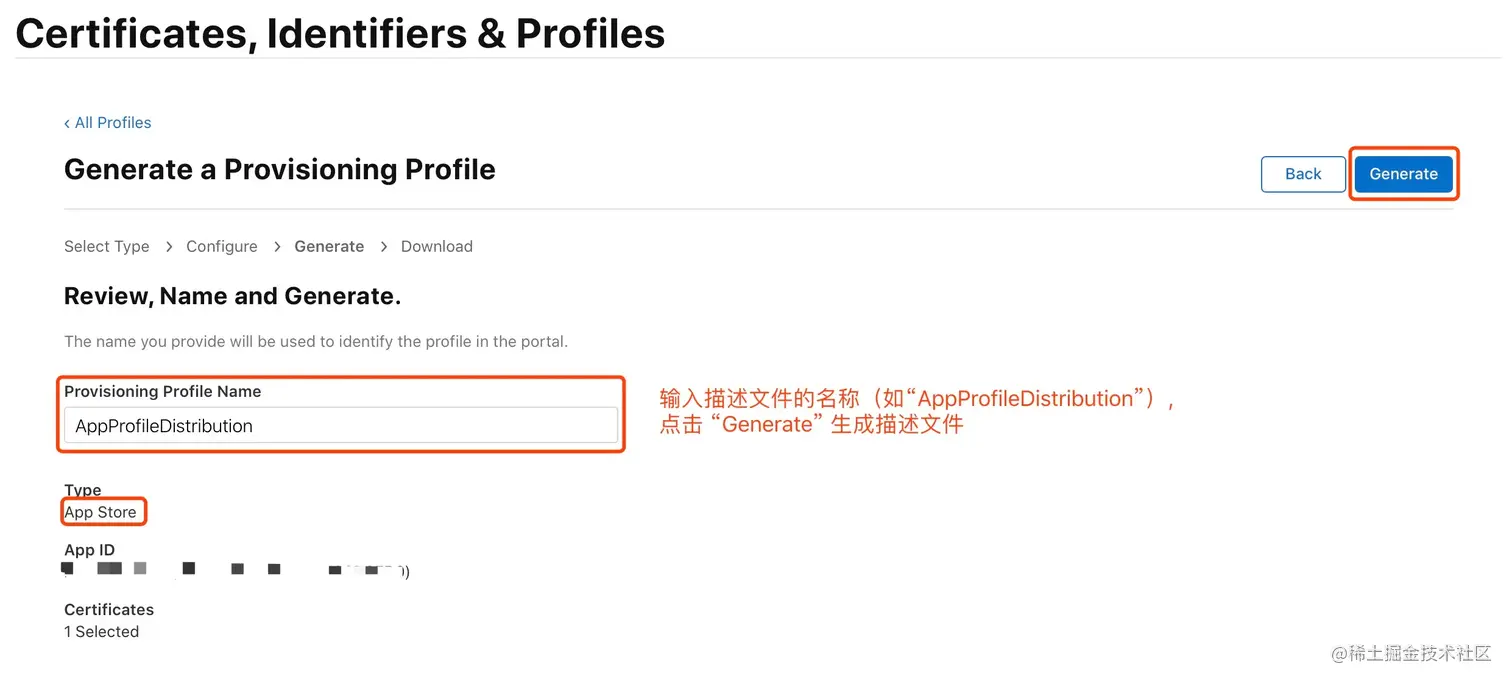 Certificates, Identifiers & Profiles
‹ All Profiles
Generate a Provisioning Profile
Back
Generate
Select Type > Configure > Generate > Download
Review, Name and Generate.
The name you provide will be used to identify the profile in the portal.
Provisioning Profile Name
AppProfileDistribution
输入描述文件的名称（如“AppProfileDistribution”），
点击 “Generate” 生成描述文件
Type
App Store
App ID
Certificates
1 Selected
@稀土掘金技术社区